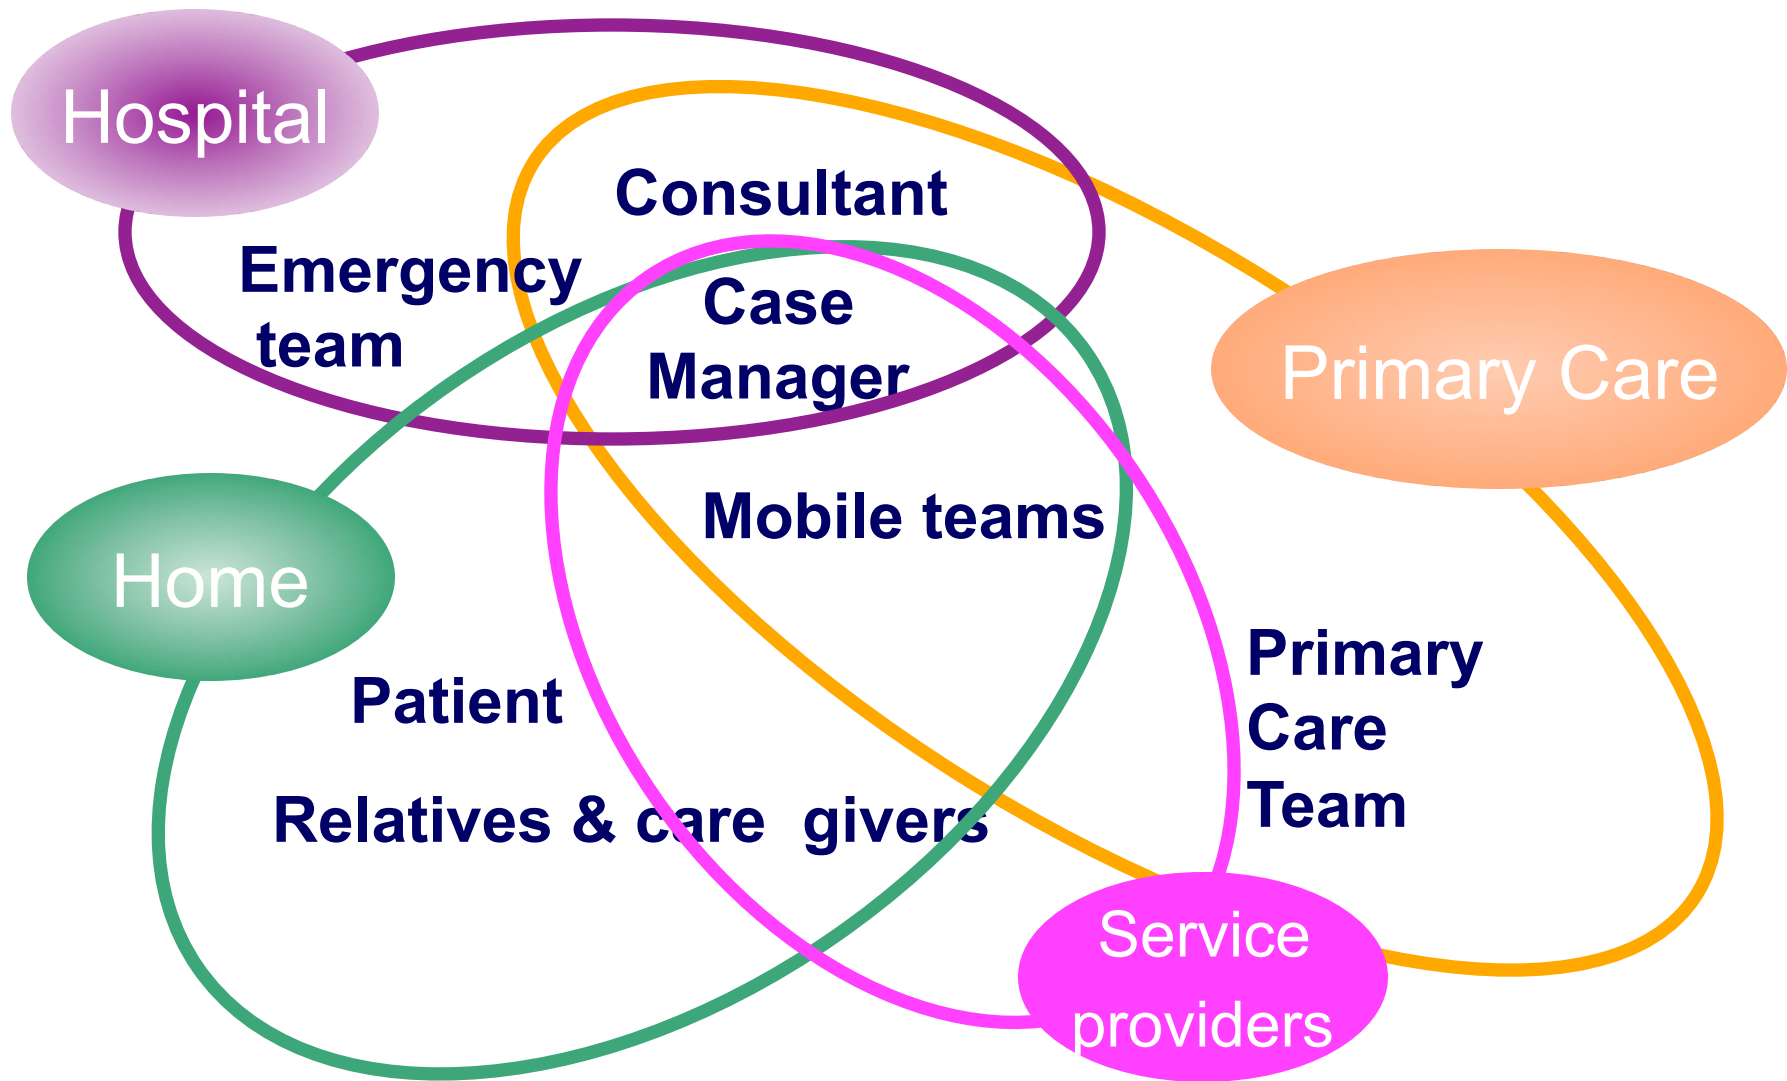 Hospital
Consultant
Emergency
team
Case
Manager
Primary Care
Mobile teams
Home
Patient
Primary
Care
Team
Relatives & care givers
Service
providers